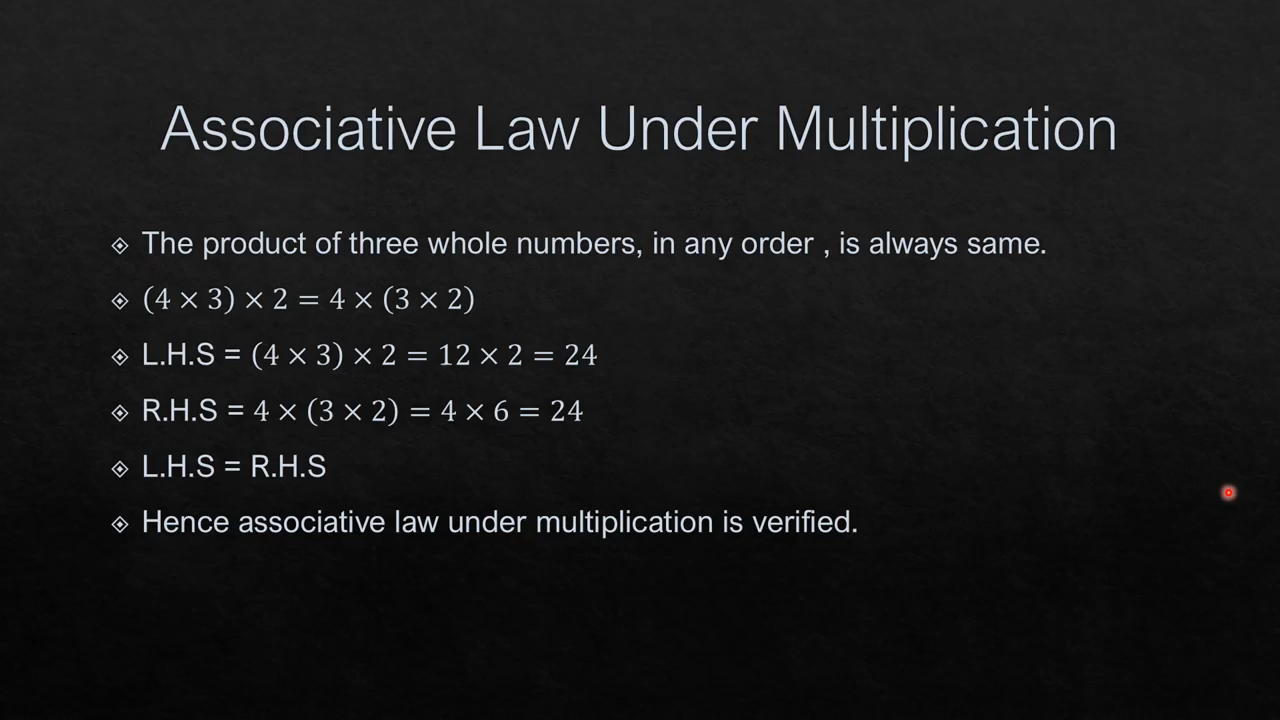 Associative Law Under Multiplication
The product of three whole numbers, in any order , is always same.
(4 × 3) × 2 = 4 × (3 × 2)
L.H.S = (4 × 3) × 2 = 12 × 2 = 24
R.H.S = 4 × (3 × 2) = 4 × 6 = 24
L.H.S = R.H.S
Hence associative law under multiplication is verified.